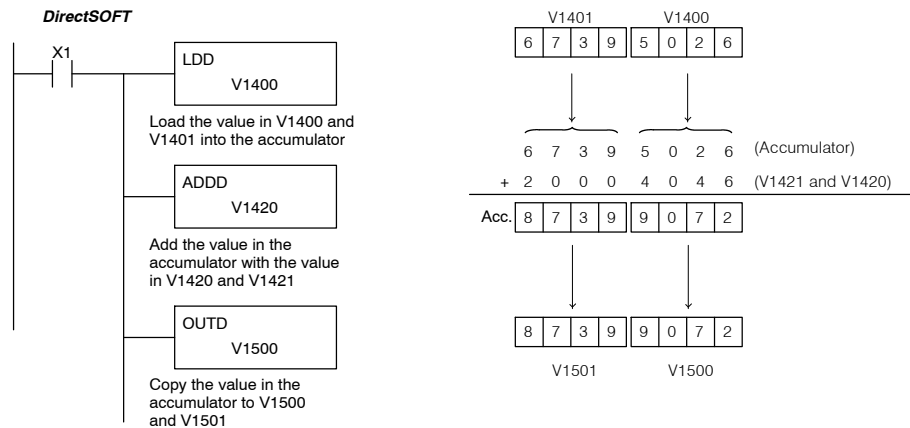 DirectSOFT
X1
LDD
V1400
Load the value in V1400 and
V1401 into the accumulator
ADDD
V1420
Add the value in the
accumulator with the value
in V1420 and V1421
OUTD
V1500
Copy the value in the
accumulator to V1500
and V1501
V1401 V1400
6 7 3 9 5 0 2 6
6 7 3 9 5 0 2 6 (Accumulator)
+ 2 0 0 0 4 0 4 6 (V1421 and V1420)
Acc. 8 7 3 9 9 0 7 2
8 7 3 9 9 0 7 2
V1501 V1500